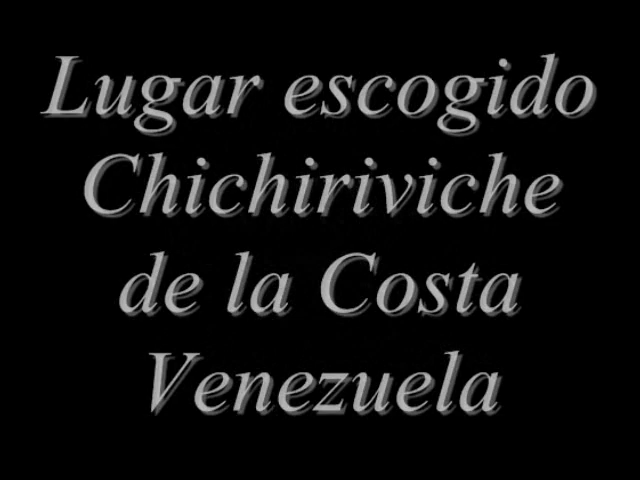 Lugar escogido
Chichiriviche
de la Costa
Venezuela